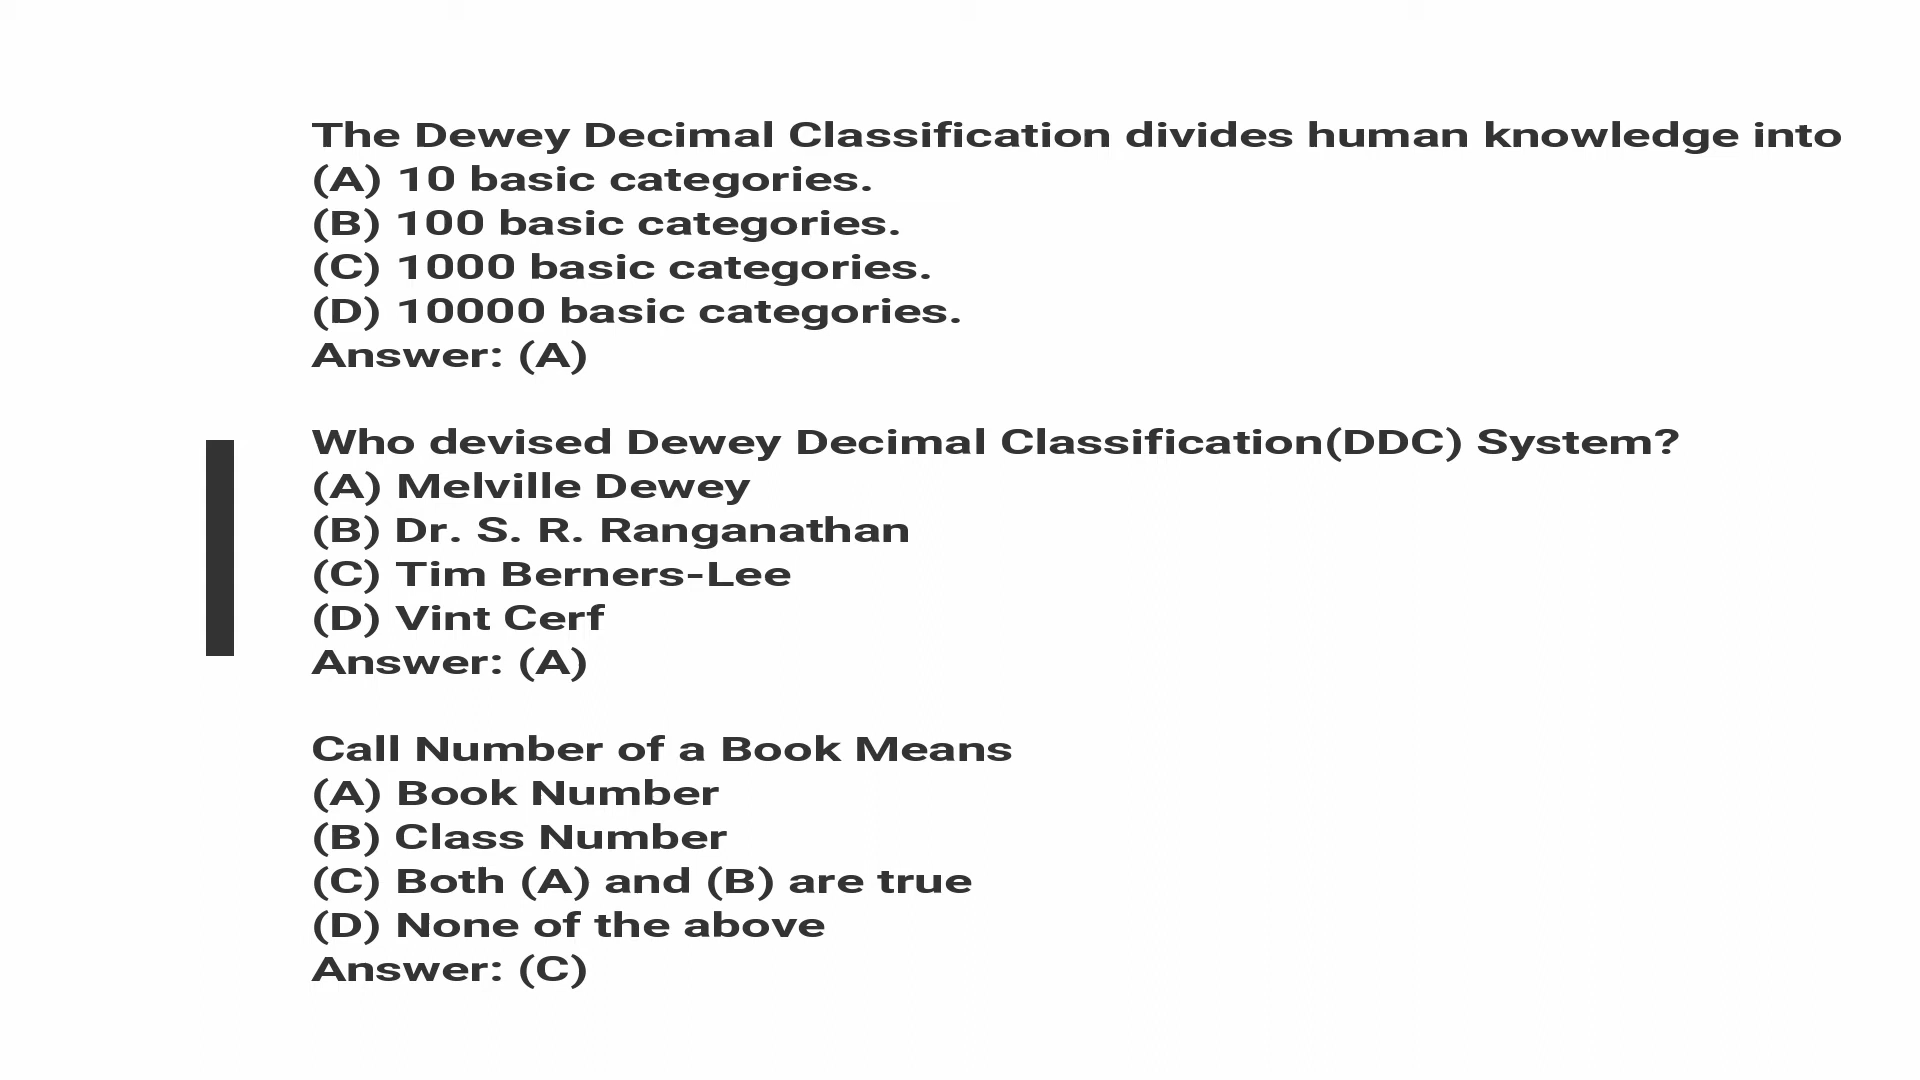 The Dewey Decimal Classification divides human knowledge into
(A) 10 basic categories.
(B) 100 basic categories.
(C) 1000 basic categories.
(D) 10000 basic categories.
Answer: (A)
Who devised Dewey Decimal Classification(DDC) System?
(A) Melville Dewey
(B) Dr. S. R. Ranganathan
(C) Tim Berners-Lee
(D) Vint Cerf
Answer: (A)
Call Number of a Book Means
(A) Book Number
(B) Class Number
(C) Both (A) and (B) are true
(D) None of the above
Answer: (C)